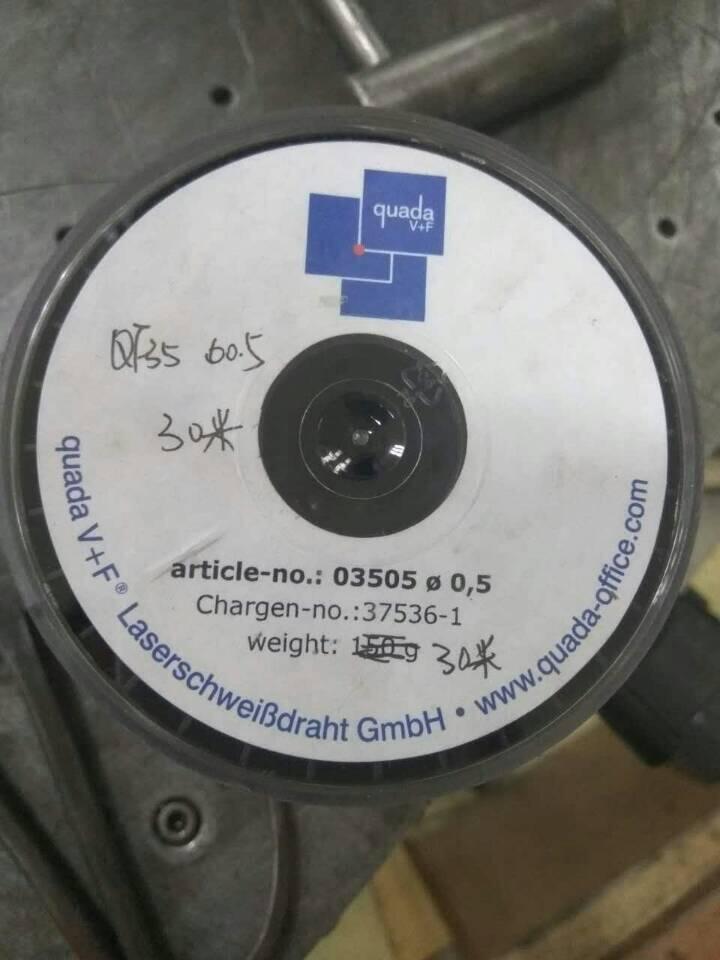 quada
V+F
QF35 ø0.5
30米
article-no.: 03505 ø 0,5
Chargen-no.:37536-1
weight: 150 g 30米
quada V+F® Laserschweißdraht GmbH • www.quada-office.com